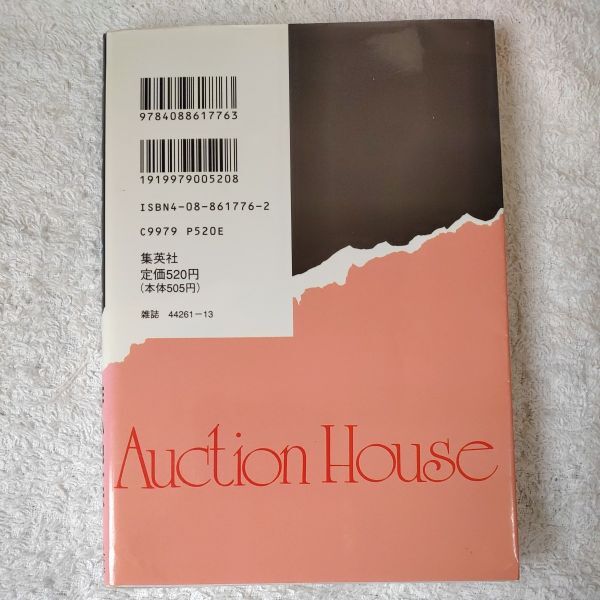 9784088617763
1919979005208
ISBN4-08-861776-2
C9979 P520E
集英社
定価520円
(本体505円)
雑誌 44261-13
Auction House